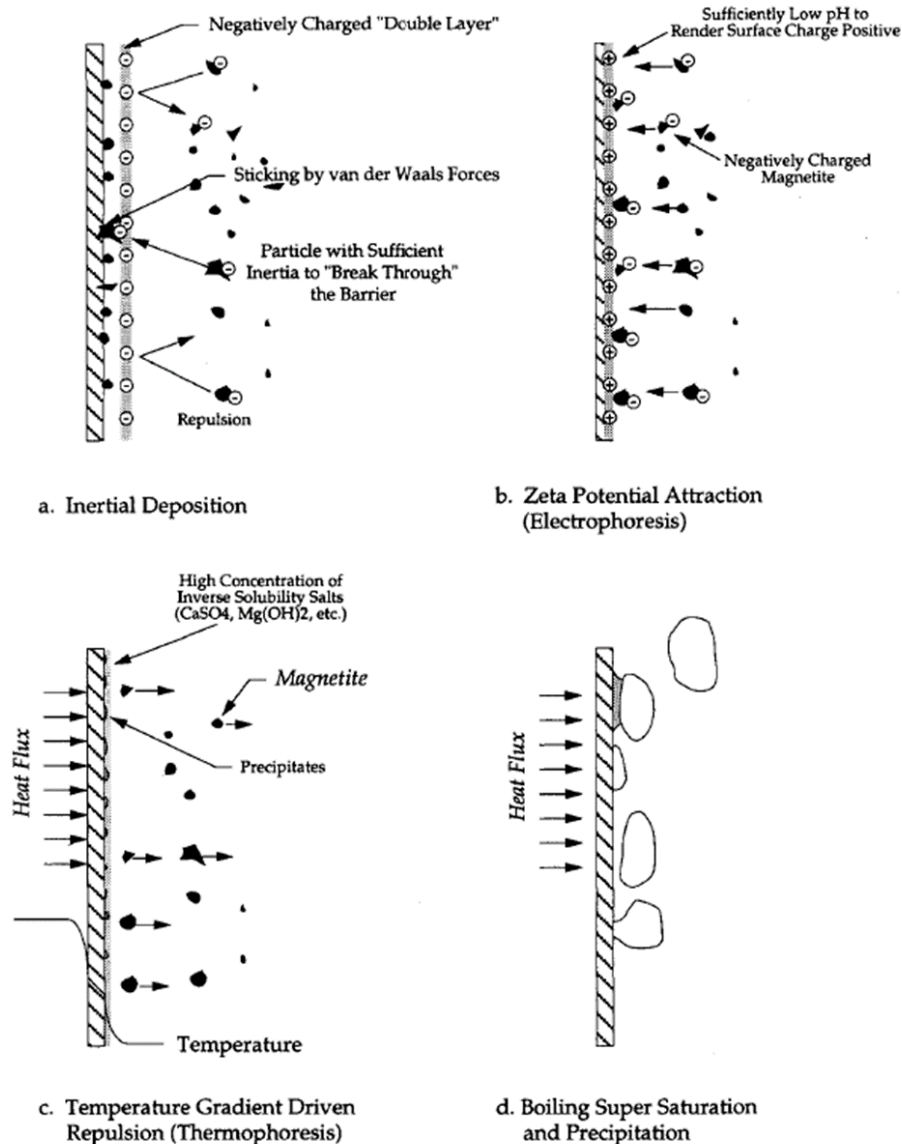 Negatively Charged "Double Layer"
Sticking by van der Waals Forces
Particle with Sufficient
Inertia to "Break Through"
the Barrier
Repulsion
a. Inertial Deposition
Sufficiently Low pH to
Render Surface Charge Positive
Negatively Charged
Magnetite
b. Zeta Potential Attraction
(Electrophoresis)
High Concentration of
Inverse Solubility Salts
(CaSO4, Mg(OH)2, etc.)
Magnetite
Precipitates
Heat Flux
Temperature
c. Temperature Gradient Driven
Repulsion (Thermophoresis)
Heat Flux
d. Boiling Super Saturation
and Precipitation